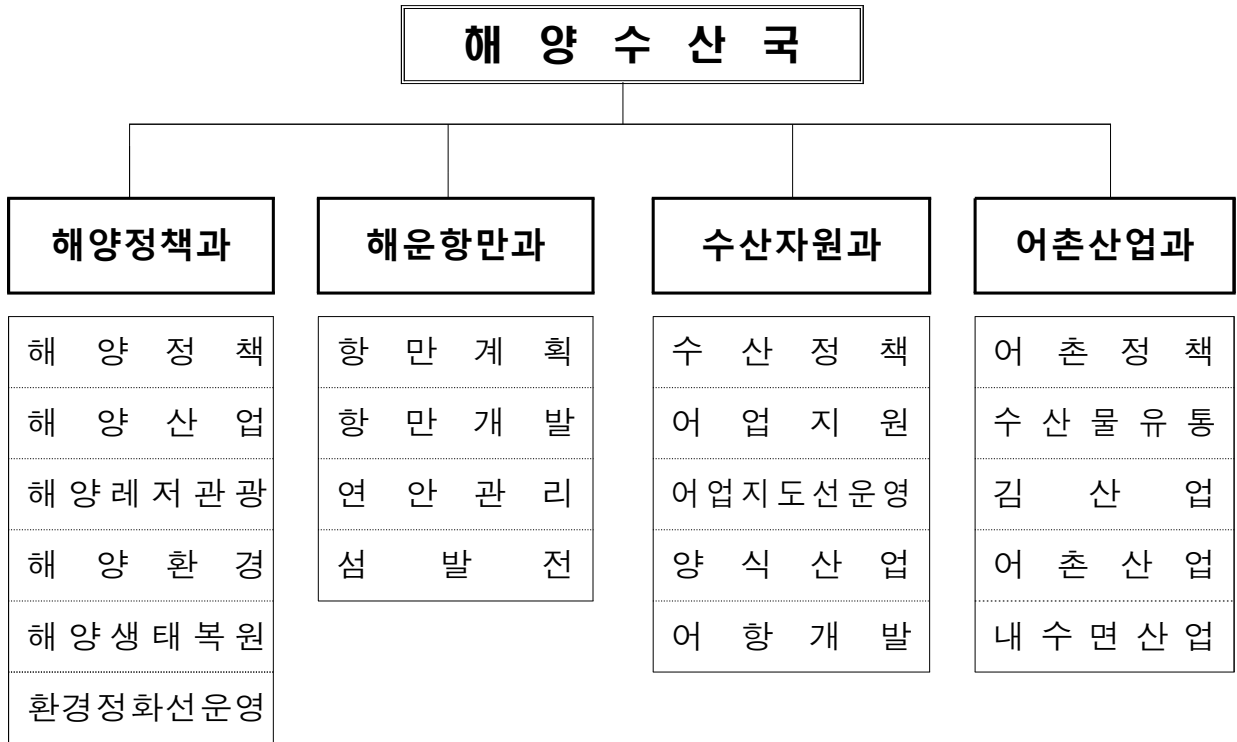 해 양 수 산 국
해양정책과
해 양 정 책
해 양 산 업
해양레저관광
해 양 환 경
해양생태복원
환경정화선운영
해운항만과
항 만 계 획
항 만 개 발
연 안 관 리
섬 발 전
수산자원과
수 산 정 책
어 업 지 원
어업지도선운영
양 식 산 업
어 항 개 발
어촌산업과
어 촌 정 책
수 산 물 유 통
김 산 업
어 촌 산 업
내 수 면 산 업